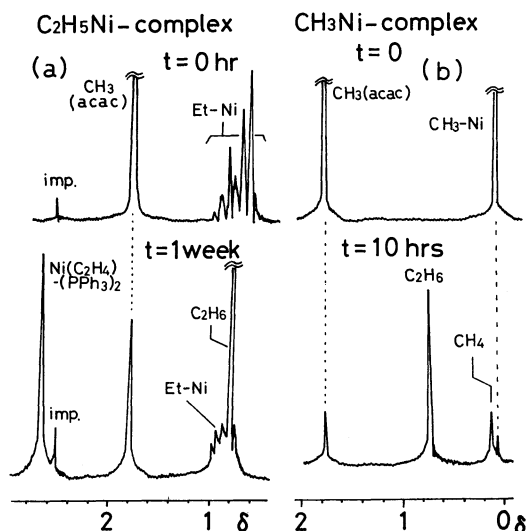 C2H5Ni-complex
CH3Ni-complex
(a)
t=0 hr
t=0
(b)
CH3
(acac)
Et-Ni
imp.
CH3(acac)
CH3-Ni
t=1week
t=10 hrs
Ni(C2H4)
-(PPh3)2
imp.
C2H6
Et-Ni
C2H6
CH4
2
1
δ
2
1
0
δ